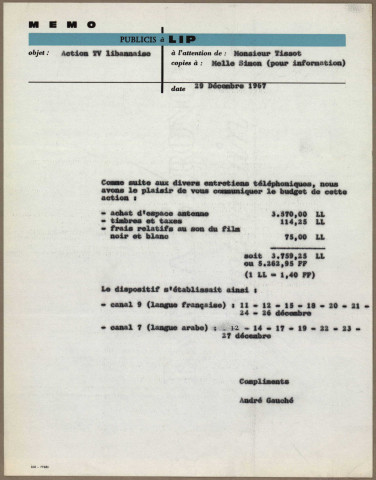 MEMO
PUBLICIS à LIP
objet : Action TV libannaise
à l'attention de : Monsieur Tissot
copies à : Melle Simon (pour information)
date 29 Décembre 1967
Comme suite aux divers entretiens téléphoniques, nous
avons le plaisir de vous communiquer le budget de cette
action :
- achat d'espace antenne 3.570,00 LL
- timbres et taxes 114,25 LL
- frais relatifs au son du film
noir et blanc 75,00 LL
soit 3.759,25 LL
ou 5.262,95 FF
(1 LL = 1,40 FF)
Le dispositif s'établissait ainsi :
- canal 9 (langue française) : 11 - 12 - 15 - 18 - 20 - 21 -
24 - 26 décembre
- canal 7 (langue arabe) : 12 - 14 - 17 - 19 - 22 - 23 -
27 décembre
Compliments
André Gauché